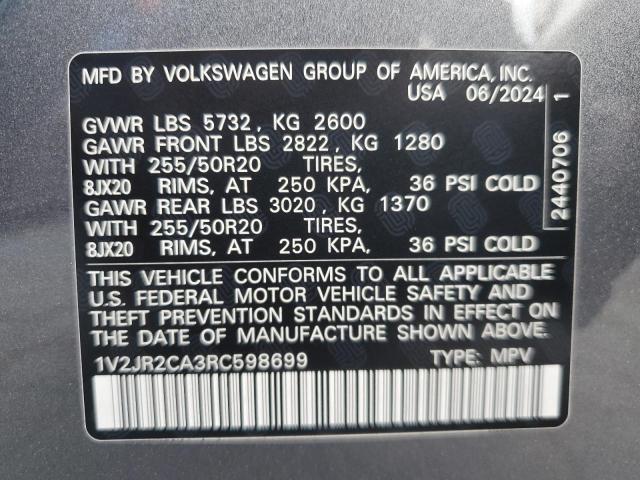 MFD BY VOLKSWAGEN GROUP OF AMERICA, INC.
USA 06/2024
GVWR LBS 5732, KG 2600
GAWR FRONT LBS 2822, KG 1280
WITH 255/50R20 TIRES,
8JX20 RIMS, AT 250 KPA, 36 PSI COLD
GAWR REAR LBS 3020, KG 1370
WITH 255/50R20 TIRES,
8JX20 RIMS, AT 250 KPA, 36 PSI COLD
THIS VEHICLE CONFORMS TO ALL APPLICABLE
U.S. FEDERAL MOTOR VEHICLE SAFETY AND
THEFT PREVENTION STANDARDS IN EFFECT ON
THE DATE OF MANUFACTURE SHOWN ABOVE.
1V2JR2CA3RC598699 TYPE: MPV
2440706 1